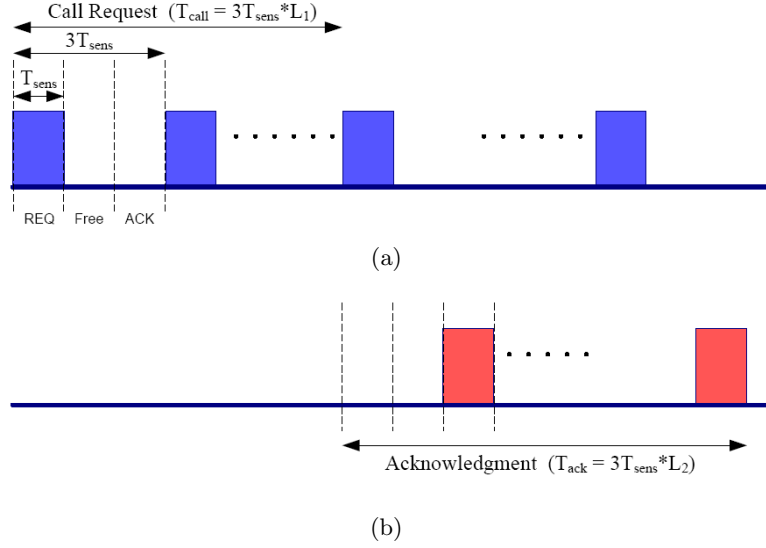 Call Request (T_call = 3T_sens*L_1)
3T_sens
T_sens
REQ Free ACK
(a)
Acknowledgment (T_ack = 3T_sens*L_2)
(b)